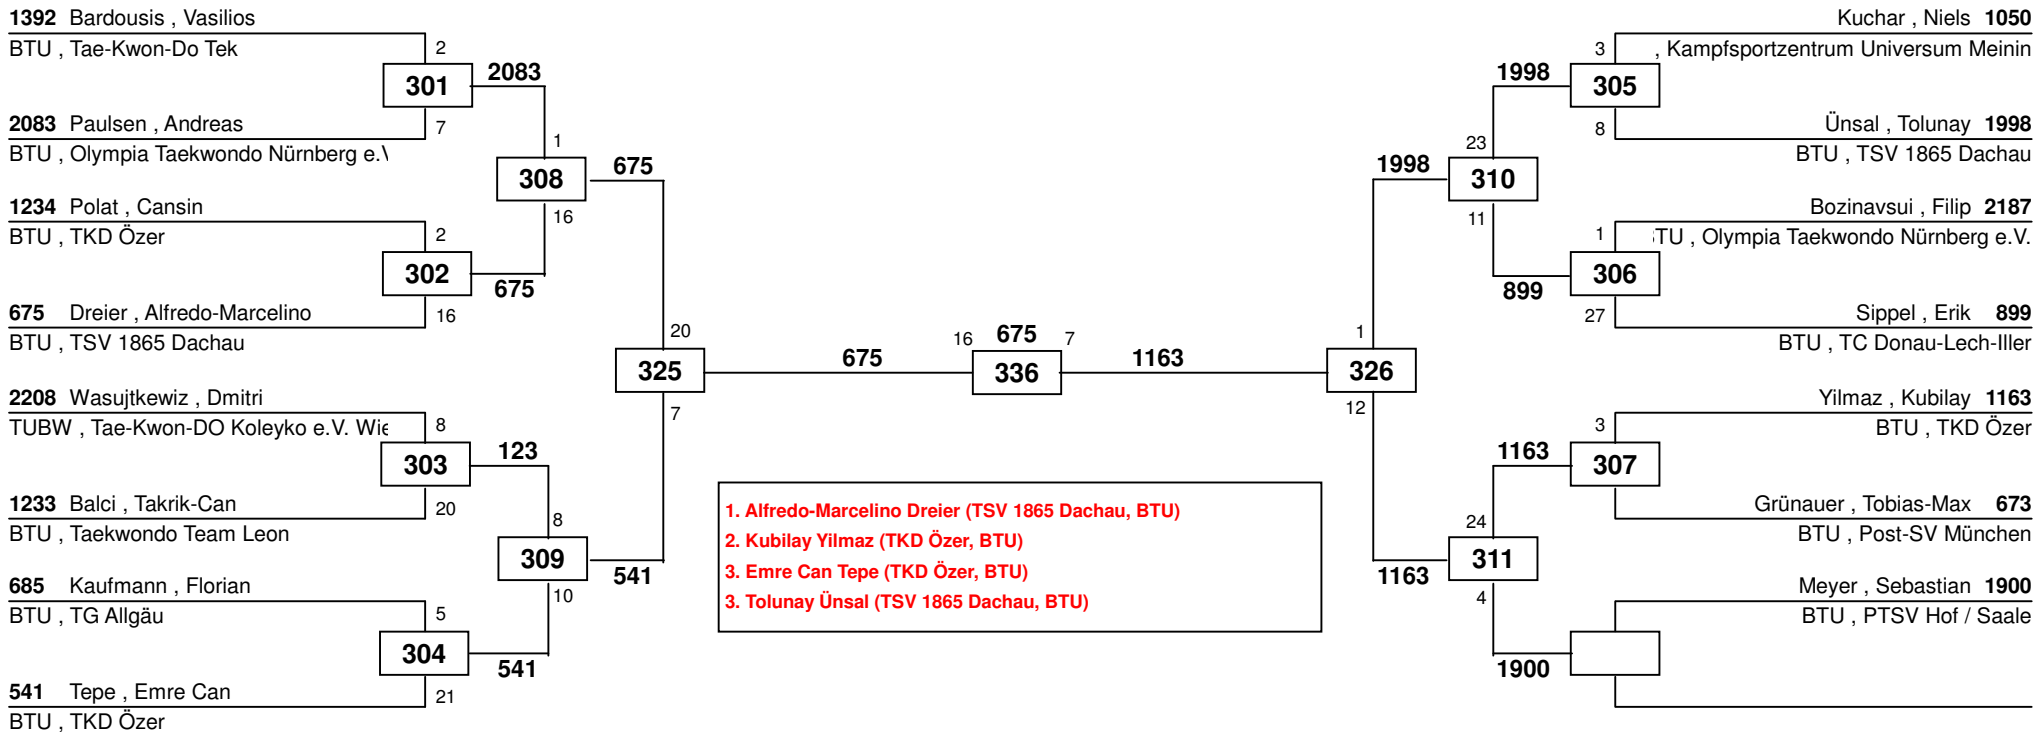 1392 Bardousis , Vasilios
BTU , Tae-Kwon-Do Tek
2
301
2083
2083 Paulsen , Andreas
7
BTU , Olympia Taekwondo Nürnberg e.V
1
308
675
16
1234 Polat , Cansin
BTU , TKD Özer
2
302
675
675 Dreier , Alfredo-Marcelino
16
BTU , TSV 1865 Dachau
20
325
675
7
2208 Wasujtkewiz , Dmitri
TUBW , Tae-Kwon-DO Koleyko e.V. Wie
8
303
123
1233 Balci , Takrik-Can
20
BTU , Taekwondo Team Leon
8
309
541
10
685 Kaufmann , Florian
BTU , TG Allgäu
5
304
541
541 Tepe , Emre Can
21
BTU , TKD Özer
16 675 7
336
1163
1. Alfredo-Marcelino Dreier (TSV 1865 Dachau, BTU)
2. Kubilay Yilmaz (TKD Özer, BTU)
3. Emre Can Tepe (TKD Özer, BTU)
3. Tolunay Ünsal (TSV 1865 Dachau, BTU)
Kuchar , Niels 1050
3
, Kampfsportzentrum Universum Meinin
1998
305
8
Ünsal , Tolunay 1998
BTU , TSV 1865 Dachau
23
1998
310
11
Bozinavsui , Filip 2187
1
TU , Olympia Taekwondo Nürnberg e.V.
899
306
27
Sippel , Erik 899
BTU , TC Donau-Lech-Iller
1
326
12
Yilmaz , Kubilay 1163
3
BTU , TKD Özer
1163
307
Grünauer , Tobias-Max 673
BTU , Post-SV München
24
1163
311
4
Meyer , Sebastian 1900
BTU , PTSV Hof / Saale
1900